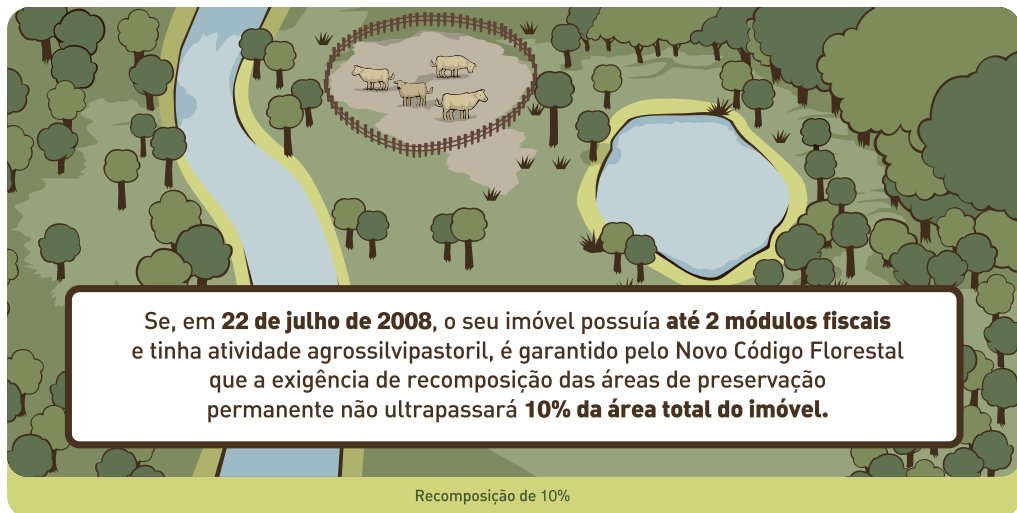 Se, em 22 de julho de 2008, o seu imóvel possuía até 2 módulos fiscais
e tinha atividade agrossilvipastoril, é garantido pelo Novo Código Florestal
que a exigência de recomposição das áreas de preservação
permanente não ultrapassará 10% da área total do imóvel.
Recomposição de 10%